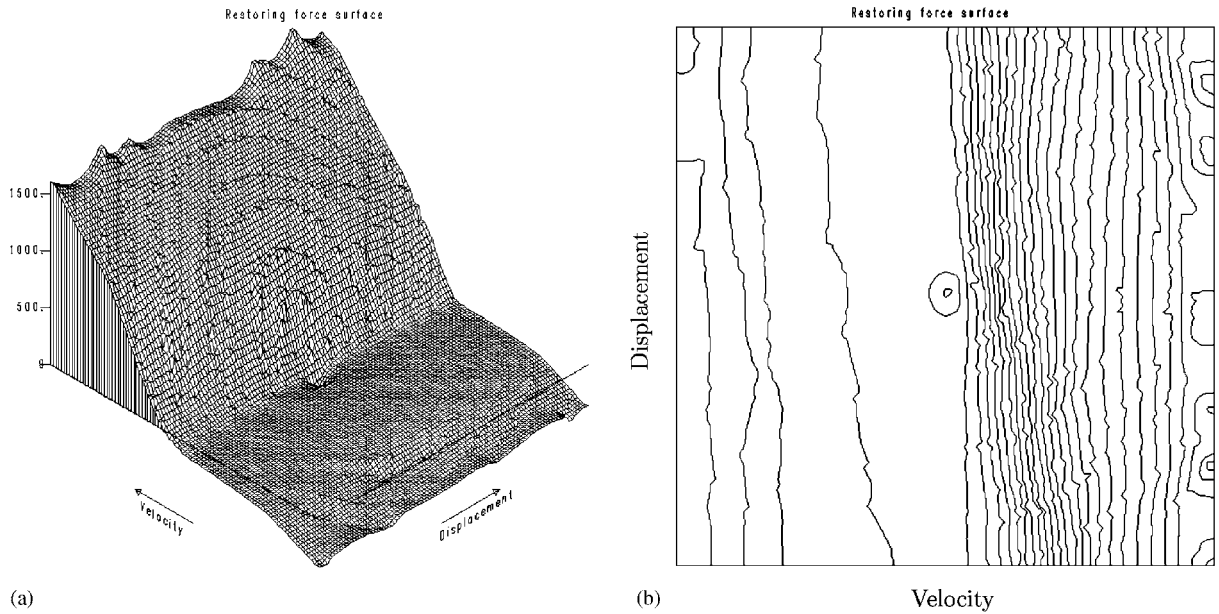 Restoring force surface
1500.
1000.
500.
0
Velocity
Displacement
(a)
Restoring force surface
Displacement
Velocity
(b)